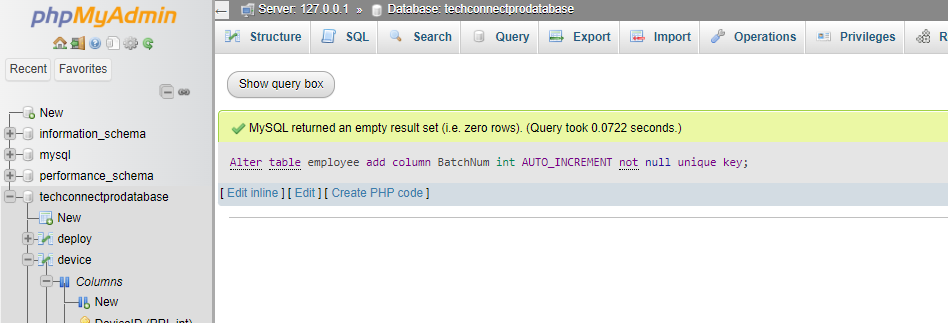 phpMyAdmin
Recent Favorites
New
information_schema
mysql
performance_schema
techconnectprodatabase
New
deploy
device
Columns
New
Server: 127.0.0.1 » Database: techconnectprodatabase
Structure SQL Search Query Export Import Operations Privileges R
Show query box
MySQL returned an empty result set (i.e. zero rows). (Query took 0.0722 seconds.)
Alter table employee add column BatchNum int AUTO_INCREMENT not null unique key;
[ Edit inline ] [ Edit ] [ Create PHP code ]